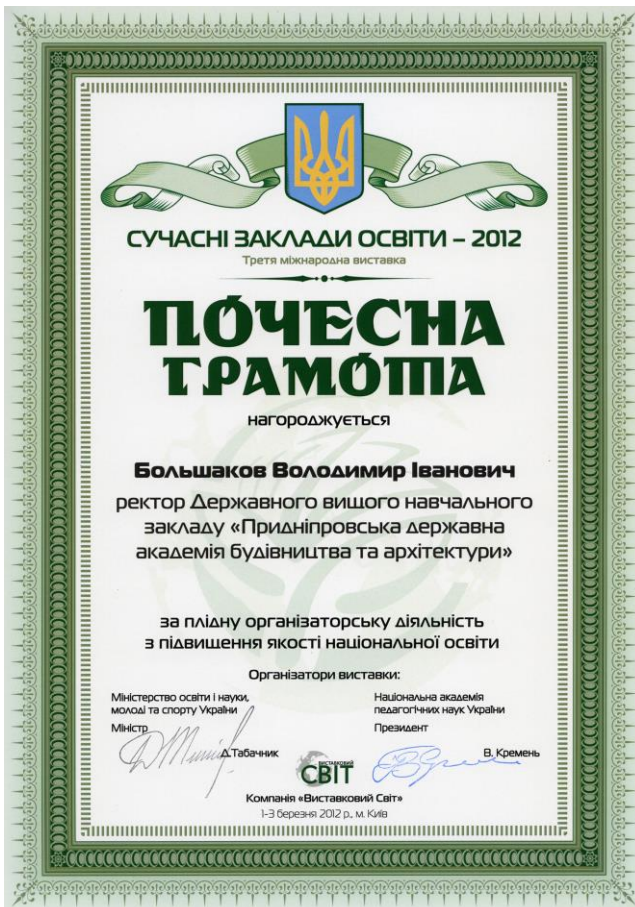 СУЧАСНІ ЗАКЛАДИ ОСВІТИ – 2012
Третя міжнародна виставка
ПОЧЕСНА
ГРАМОТА
нагороджується
Большаков Володимир Іванович
ректор Державного вищого навчального
закладу «Придніпровська державна
академія будівництва та архітектури»
за плідну організаторську діяльність
з підвищення якості національної освіти
Організатори виставки:
Міністерство освіти і науки,
молоді та спорту України
Міністр
Д.Табачник
Національна академія
педагогічних наук України
Президент
В. Кремень
ВИСТАВКОВИЙ
СВІТ
Компанія «Виставковий Світ»
1-3 березня 2012 р., м. Київ